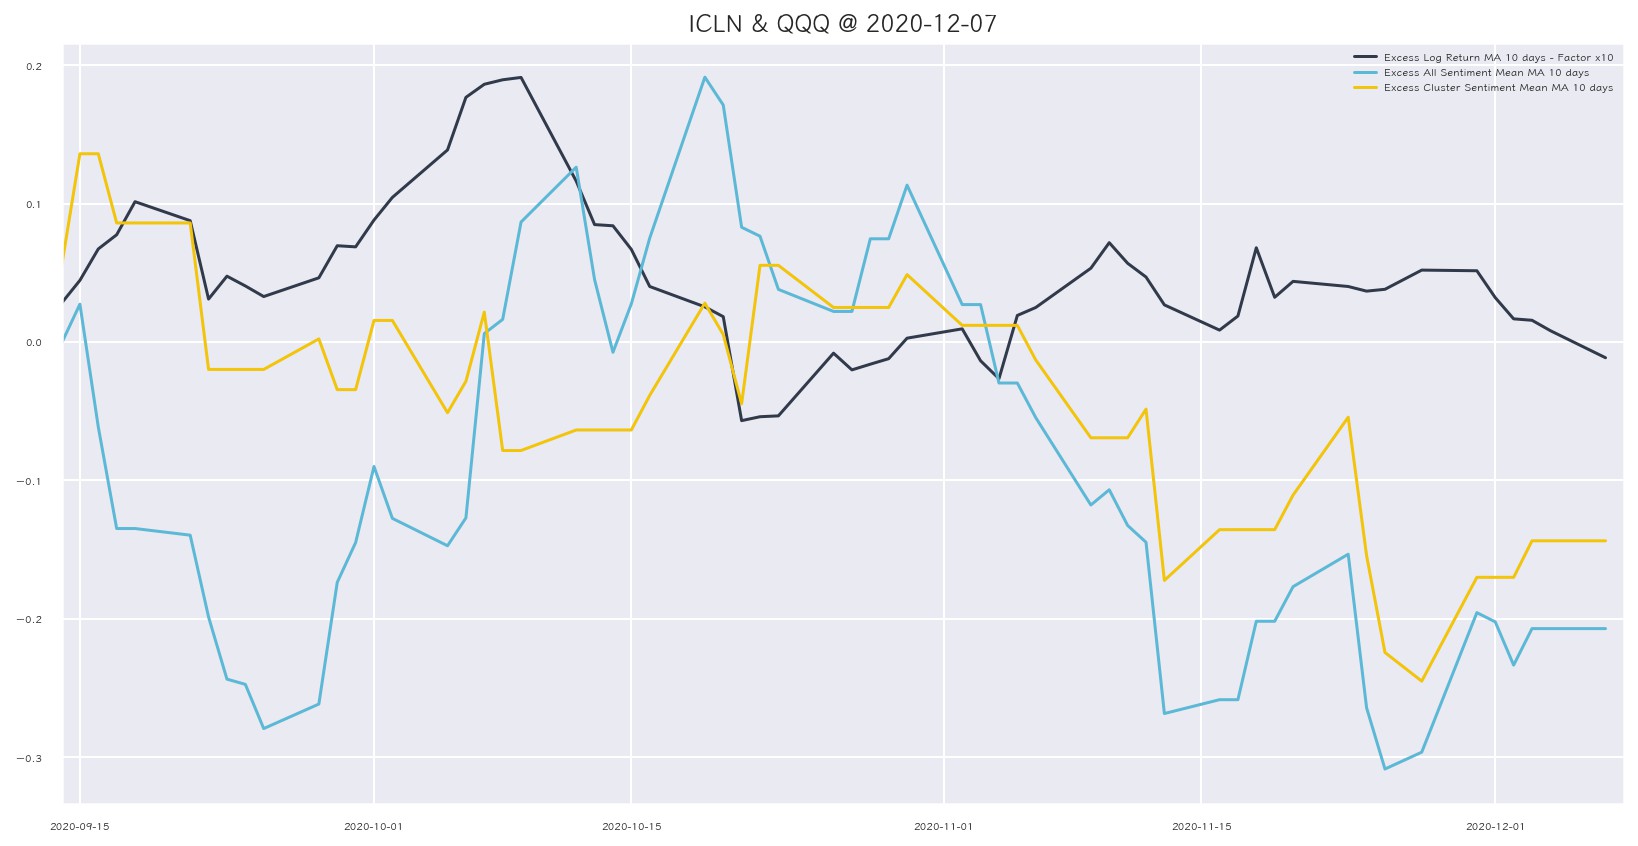 ICLN & QQQ @ 2020-12-07
Excess Log Return MA 10 days - Factor x10
Excess All Sentiment Mean MA 10 days
Excess Cluster Sentiment Mean MA 10 days
0.2
0.1
0.0
−0.1
−0.2
−0.3
2020-09-15 2020-10-01 2020-10-15 2020-11-01 2020-11-15 2020-12-01